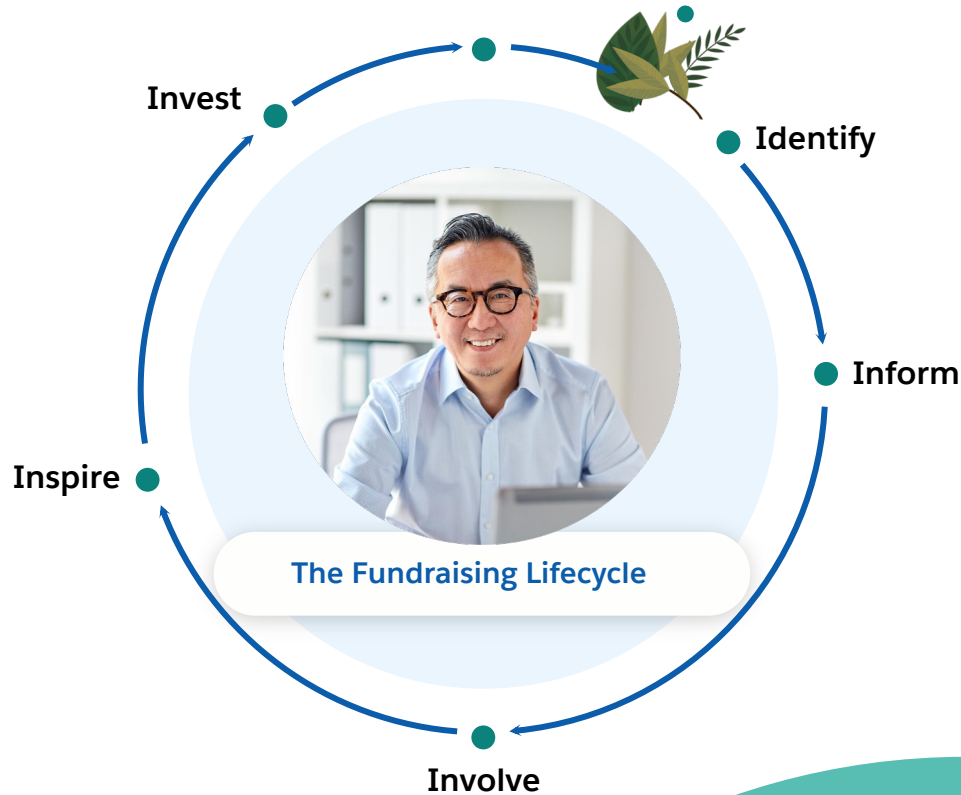 Invest
Identify
Inform
Inspire
The Fundraising Lifecycle
Involve